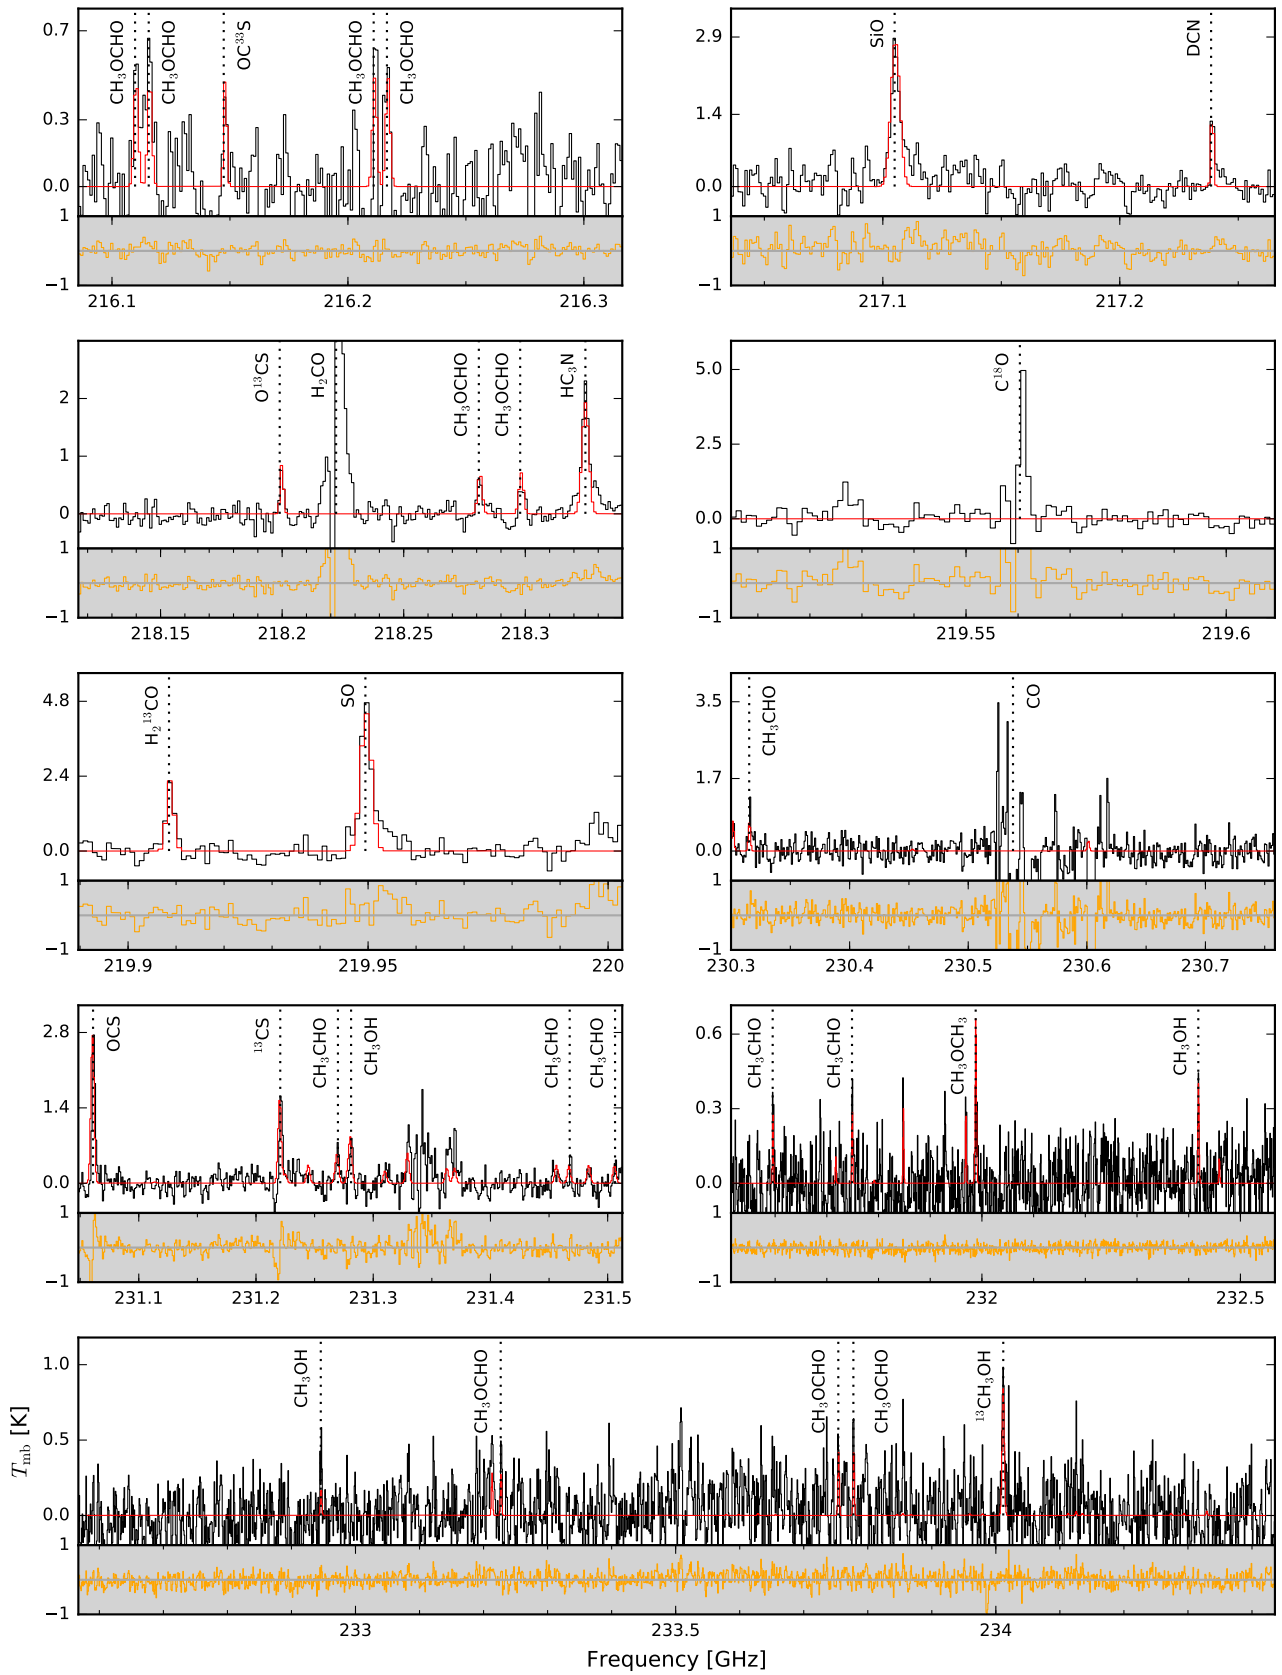 0.7
0.3
0.0
1
−1
CH₃OCHO
CH₃OCHO
OC³³S
CH₃OCHO
CH₃OCHO
216.1
216.2
216.3
2.9
1.4
0.0
1
−1
SiO
DCN
217.1
217.2
2
1
0
1
−1
O¹³CS
H₂CO
CH₃OCHO
CH₃OCHO
HC₃N
218.15
218.2
218.25
218.3
5.0
2.5
0.0
1
−1
C¹⁸O
219.55
219.6
4.8
2.4
0.0
1
−1
H₂¹³CO
SO
219.9
219.95
220
3.5
1.7
0.0
1
−1
CH₃CHO
CO
230.3
230.4
230.5
230.6
230.7
2.8
1.4
0.0
1
−1
OCS
¹³CS
CH₃CHO
CH₃OH
CH₃CHO
CH₃CHO
231.1
231.2
231.3
231.4
231.5
0.6
0.3
0.0
1
−1
CH₃CHO
CH₃CHO
CH₃OCH₃
CH₃OH
232
232.5
1.0
0.5
0.0
1
−1
CH₃OH
CH₃OCHO
CH₃OCHO
CH₃OCHO
¹³CH₃OH
233
233.5
234
T_mb [K]
Frequency [GHz]